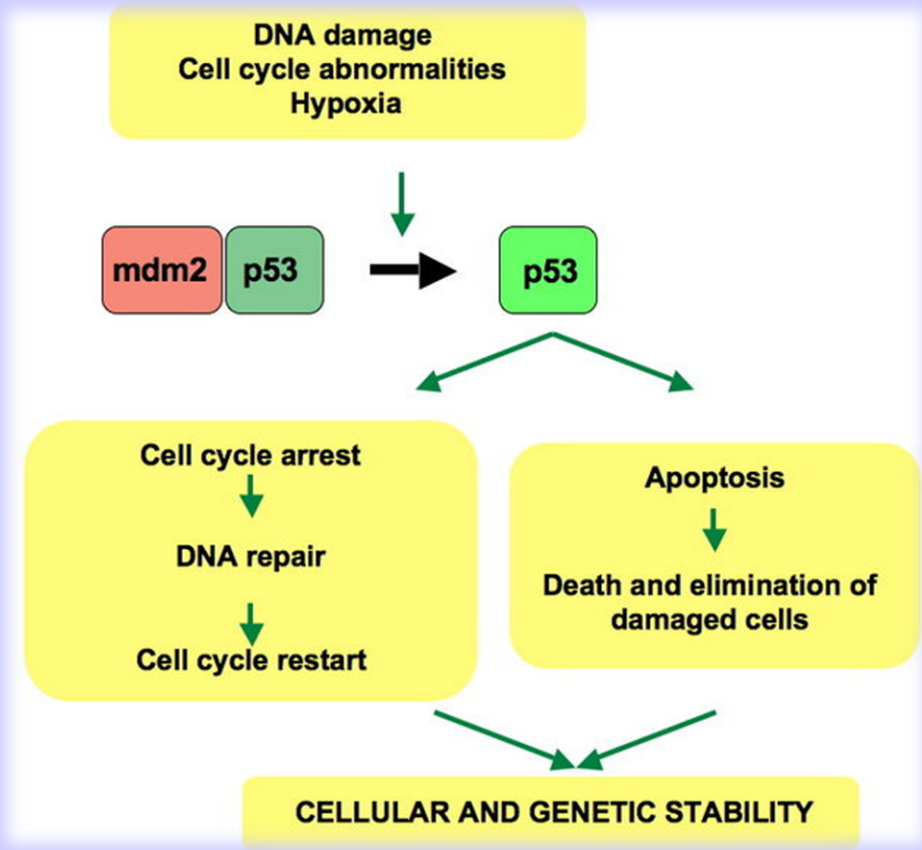 DNA damage
Cell cycle abnormalities
Hypoxia
mdm2
p53
p53
Cell cycle arrest
DNA repair
Cell cycle restart
Apoptosis
Death and elimination of
damaged cells
CELLULAR AND GENETIC STABILITY